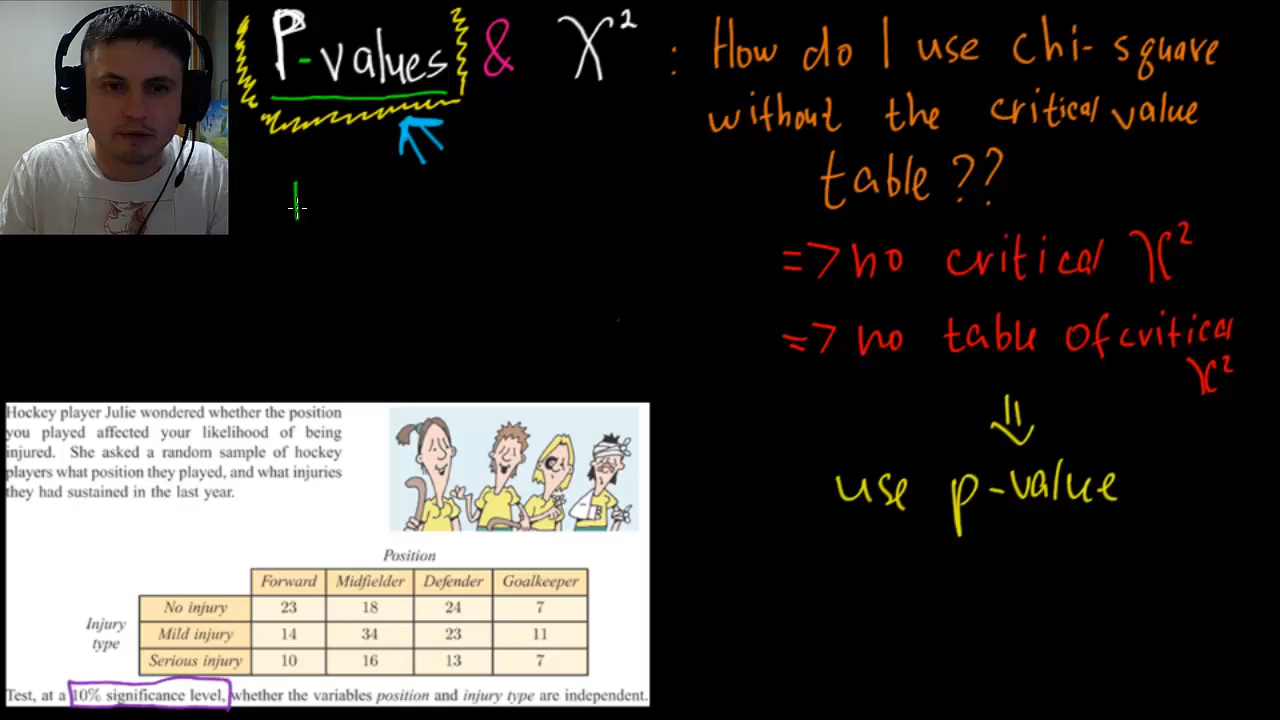 P-values & χ² : How do I use chi-square
without the critical value
table ??
=> no critical χ²
=> no table of critical
χ²
use p-value
Hockey player Julie wondered whether the position
you played affected your likelihood of being
injured. She asked a random sample of hockey
players what position they played, and what injuries
they had sustained in the last year.
Position
Forward Midfielder Defender Goalkeeper
Injury type
No injury 23 18 24 7
Mild injury 14 34 23 11
Serious injury 10 16 13 7
Test, at a 10% significance level, whether the variables position and injury type are independent.